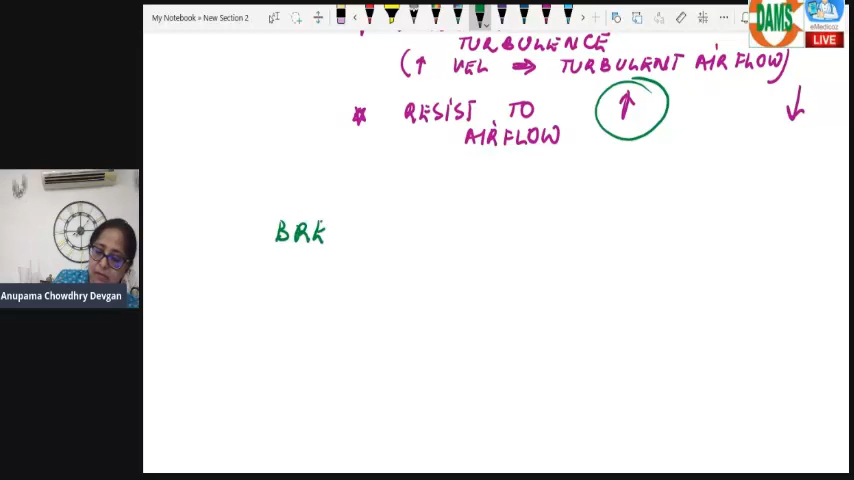 My Notebook » New Section 2
DAMS
eMedicoz
LIVE
TURBULENCE
(↑ VEL ⇒ TURBULENT AIRFLOW)
* RESIST TO ↑ ↓
AIRFLOW
BRE
Anupama Chowdhry Devgan